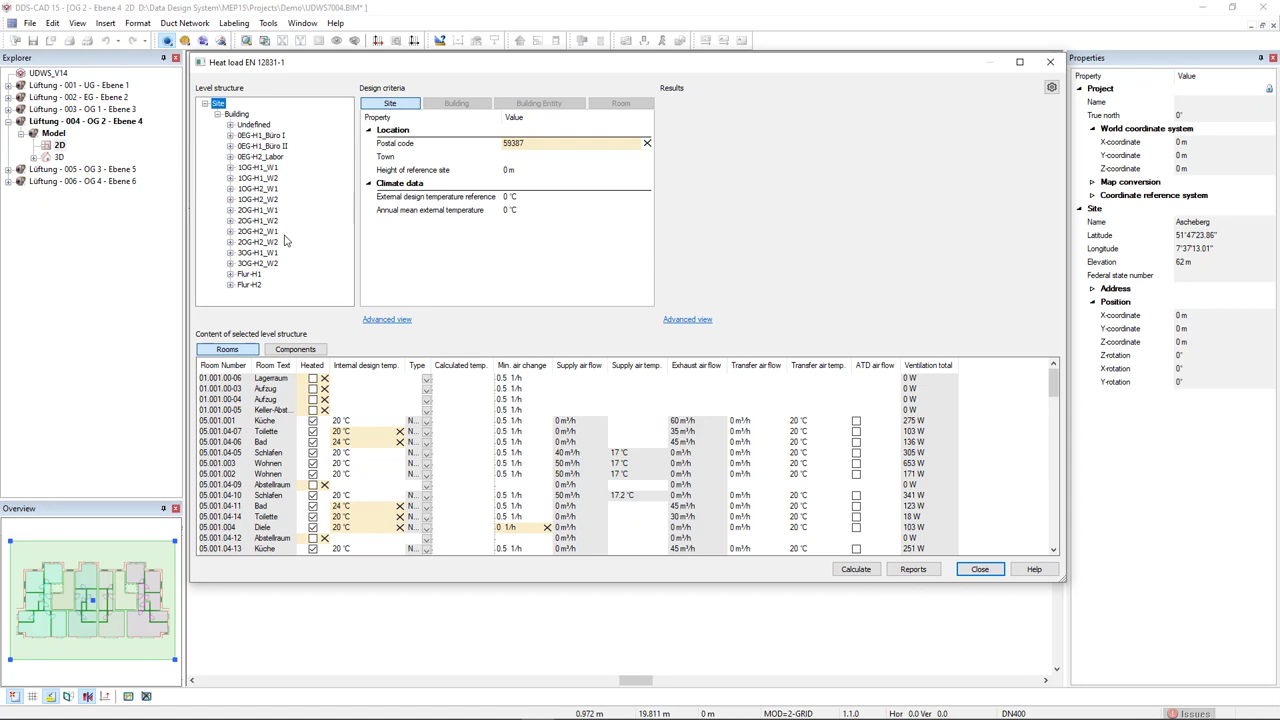 DDS-CAD 15 - [OG 2 - Ebene 4 2D D:\Data Design System\MEP15\Projects\Demo\UDWS7004.BIM* ]
File Edit View Insert Format Duct Network Labeling Tools Window Help
Explorer
UDWS_V14
Lüftung - 001 - UG - Ebene 1
Lüftung - 002 - EG - Ebene 2
Lüftung - 003 - OG 1 - Ebene 3
Lüftung - 004 - OG 2 - Ebene 4
Model
2D
3D
Lüftung - 005 - OG 3 - Ebene 5
Lüftung - 006 - OG 4 - Ebene 6
Overview
Heat load EN 12831-1
Level structure
Site
Building
Undefined
0EG-H1_Büro I
0EG-H1_Büro II
0EG-H2_Labor
1OG-H1_W1
1OG-H1_W2
1OG-H2_W1
1OG-H2_W2
2OG-H1_W1
2OG-H1_W2
2OG-H2_W1
2OG-H2_W2
3OG-H1_W1
3OG-H2_W2
Flur-H1
Flur-H2
Design criteria
Site Building Building Entity Room
Property Value
Location
Postal code 59387
Town
Height of reference site 0 m
Climate data
External design temperature reference 0 °C
Annual mean external temperature 0 °C
Advanced view
Results
Advanced view
Content of selected level structure
Rooms Components
Room Number Room Text Heated Internal design temp. Type Calculated temp. Min. air change Supply air flow Supply air temp. Exhaust air flow Transfer air flow Transfer air temp. ATD air flow Ventilation total
01.001.00-06 Lagerraum 0.5 1/h 0 W
01.001.00-03 Aufzug 0.5 1/h 0 W
01.001.00-04 Aufzug 0.5 1/h 0 W
01.001.00-05 Keller-Abst... 0.5 1/h 0 W
05.001.001 Küche 20 °C N... 0.5 1/h 0 m³/h 60 m³/h 0 m³/h 20 °C 275 W
05.001.04-07 Toilette 20 °C N... 0.5 1/h 0 m³/h 35 m³/h 0 m³/h 20 °C 103 W
05.001.04-06 Bad 24 °C N... 0.5 1/h 0 m³/h 45 m³/h 0 m³/h 20 °C 136 W
05.001.04-05 Schlafen 20 °C N... 0.5 1/h 40 m³/h 17 °C 0 m³/h 0 m³/h 20 °C 305 W
05.001.003 Wohnen 20 °C N... 0.5 1/h 50 m³/h 17 °C 0 m³/h 0 m³/h 20 °C 653 W
05.001.002 Wohnen 20 °C N... 0.5 1/h 50 m³/h 17 °C 0 m³/h 0 m³/h 20 °C 171 W
05.001.04-09 Abstellraum 0 m³/h 0 m³/h 0 W
05.001.04-10 Schlafen 20 °C N... 0.5 1/h 50 m³/h 17.2 °C 0 m³/h 0 m³/h 20 °C 341 W
05.001.04-11 Bad 24 °C N... 0.5 1/h 0 m³/h 45 m³/h 0 m³/h 20 °C 123 W
05.001.04-14 Toilette 20 °C N... 0.5 1/h 0 m³/h 30 m³/h 0 m³/h 20 °C 18 W
05.001.004 Diele 20 °C N... 0 1/h 0 m³/h 0 m³/h 0 m³/h 20 °C 103 W
05.001.04-12 Abstellraum 0 m³/h 0 m³/h 0 W
05.001.04-13 Küche 20 °C N... 0.5 1/h 0 m³/h 45 m³/h 0 m³/h 20 °C 251 W
Calculate Reports Close Help
Properties
Property Value
Project
Name
True north 0°
World coordinate system
X-coordinate 0 m
Y-coordinate 0 m
Z-coordinate 0 m
Map conversion
Coordinate reference system
Site
Name Ascheberg
Latitude 51°47'23.86"
Longitude 7°37'13.01"
Elevation 62 m
Federal state number
Address
Position
X-coordinate 0 m
Y-coordinate 0 m
Z-coordinate 0 m
Z-rotation 0°
X-rotation 0°
Y-rotation 0°
0.972 m 19.811 m 0 m MOD=2-GRID 1.1.0 Hor 0.0 Ver 0.0 DN400 Issues